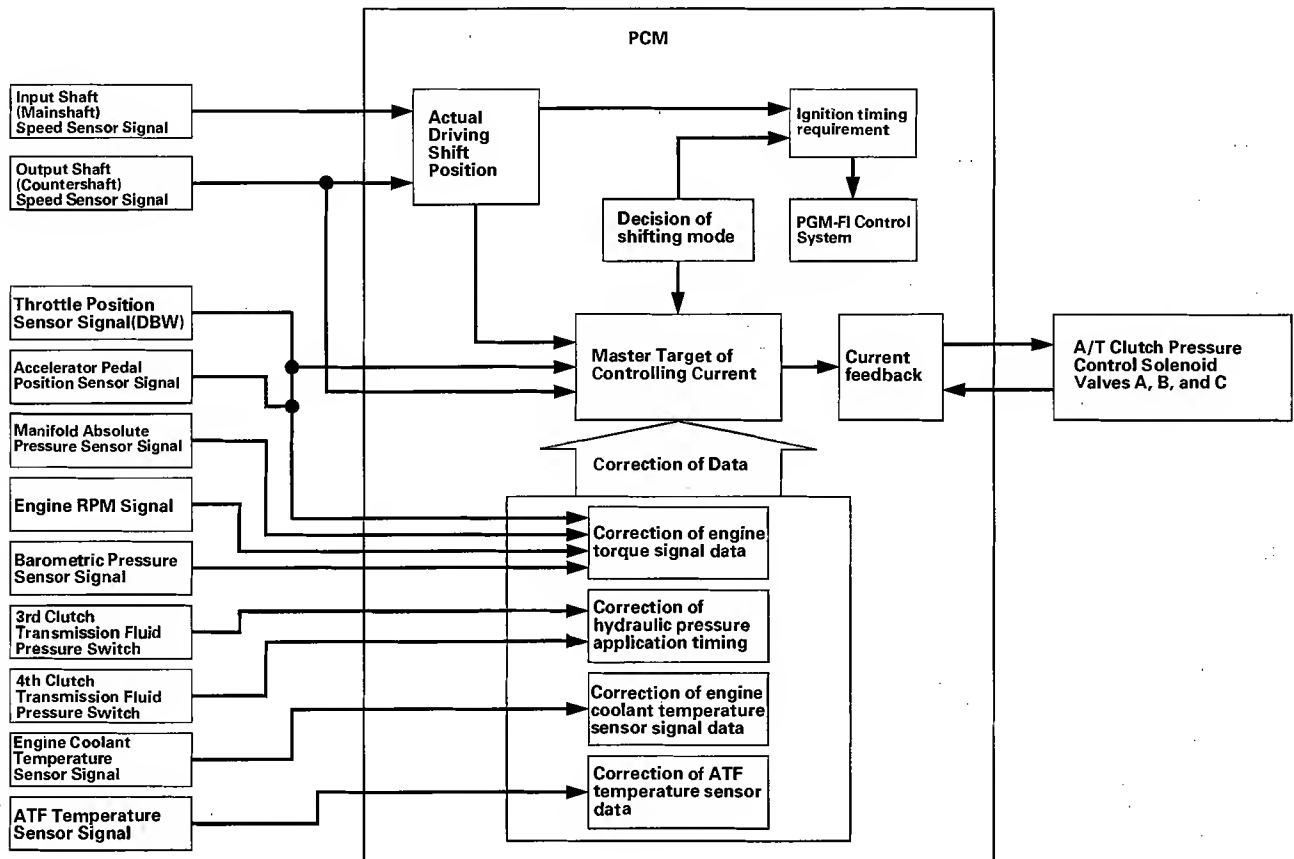 PCM
Input Shaft
(Mainshaft)
Speed Sensor Signal
Output Shaft
(Countershaft)
Speed Sensor Signal
Throttle Position
Sensor Signal(DBW)
Accelerator Pedal
Position Sensor Signal
Manifold Absolute
Pressure Sensor Signal
Engine RPM Signal
Barometric Pressure
Sensor Signal
3rd Clutch
Transmission Fluid
Pressure Switch
4th Clutch
Transmission Fluid
Pressure Switch
Engine Coolant
Temperature
Sensor Signal
ATF Temperature
Sensor Signal
Actual
Driving
Shift
Position
Ignition timing
requirement
Decision of
shifting mode
PGM-FI Control
System
Master Target of
Controlling Current
Current
feedback
A/T Clutch Pressure
Control Solenoid
Valves A, B, and C
Correction of Data
Correction of engine
torque signal data
Correction of
hydraulic pressure
application timing
Correction of engine
coolant temperature
sensor signal data
Correction of ATF
temperature sensor
data